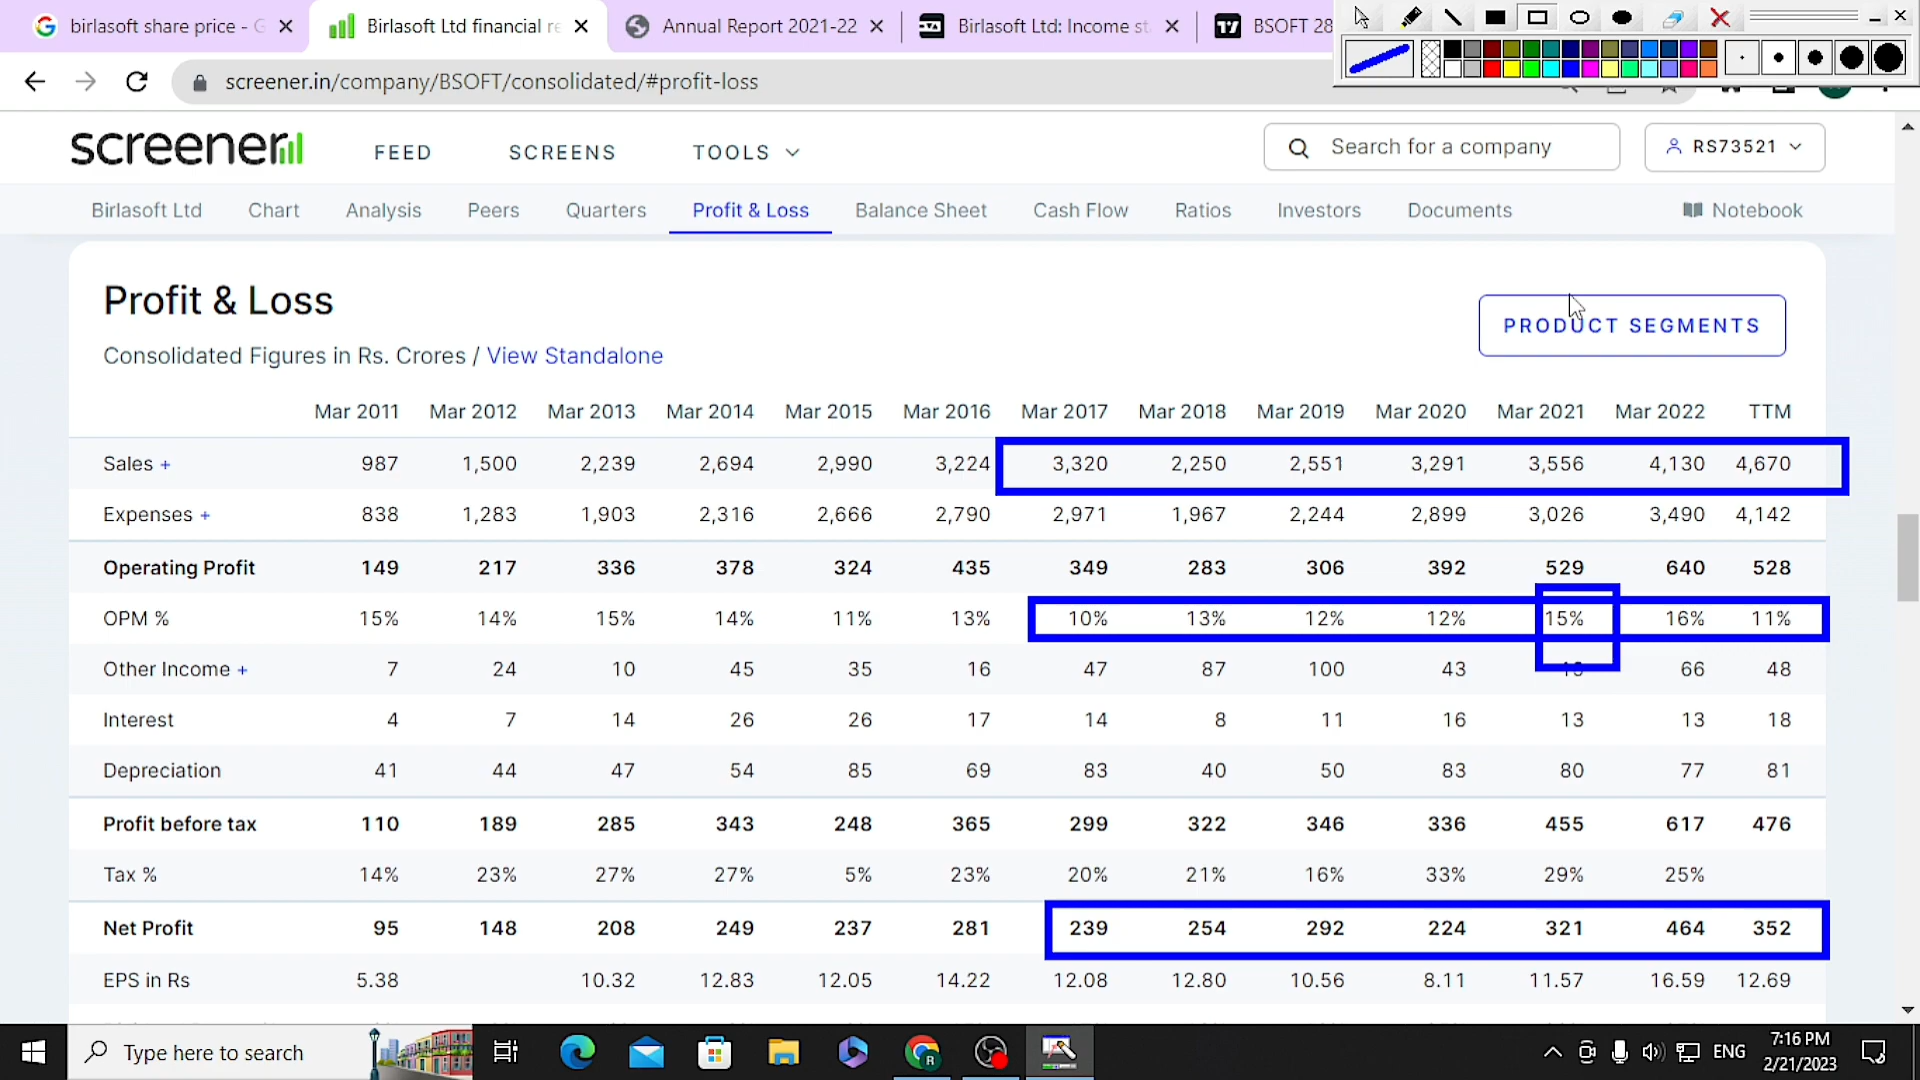 birlasoft share price - G
Birlasoft Ltd financial re
Annual Report 2021-22
Birlasoft Ltd: Income st
BSOFT 28
screener.in/company/BSOFT/consolidated/#profit-loss
screener
FEED
SCREENS
TOOLS
Search for a company
RS73521
Birlasoft Ltd
Chart
Analysis
Peers
Quarters
Profit & Loss
Balance Sheet
Cash Flow
Ratios
Investors
Documents
Notebook
Profit & Loss
PRODUCT SEGMENTS
Consolidated Figures in Rs. Crores / View Standalone
Mar 2011 Mar 2012 Mar 2013 Mar 2014 Mar 2015 Mar 2016 Mar 2017 Mar 2018 Mar 2019 Mar 2020 Mar 2021 Mar 2022 TTM
Sales + 987 1,500 2,239 2,694 2,990 3,224 3,320 2,250 2,551 3,291 3,556 4,130 4,670
Expenses + 838 1,283 1,903 2,316 2,666 2,790 2,971 1,967 2,244 2,899 3,026 3,490 4,142
Operating Profit 149 217 336 378 324 435 349 283 306 392 529 640 528
OPM % 15% 14% 15% 14% 11% 13% 10% 13% 12% 12% 15% 16% 11%
Other Income + 7 24 10 45 35 16 47 87 100 43 66 48
Interest 4 7 14 26 26 17 14 8 11 16 13 13 18
Depreciation 41 44 47 54 85 69 83 40 50 83 80 77 81
Profit before tax 110 189 285 343 248 365 299 322 346 336 455 617 476
Tax % 14% 23% 27% 27% 5% 23% 20% 21% 16% 33% 29% 25%
Net Profit 95 148 208 249 237 281 239 254 292 224 321 464 352
EPS in Rs 5.38 10.32 12.83 12.05 14.22 12.08 12.80 10.56 8.11 11.57 16.59 12.69
Type here to search
ENG
7:16 PM
2/21/2023